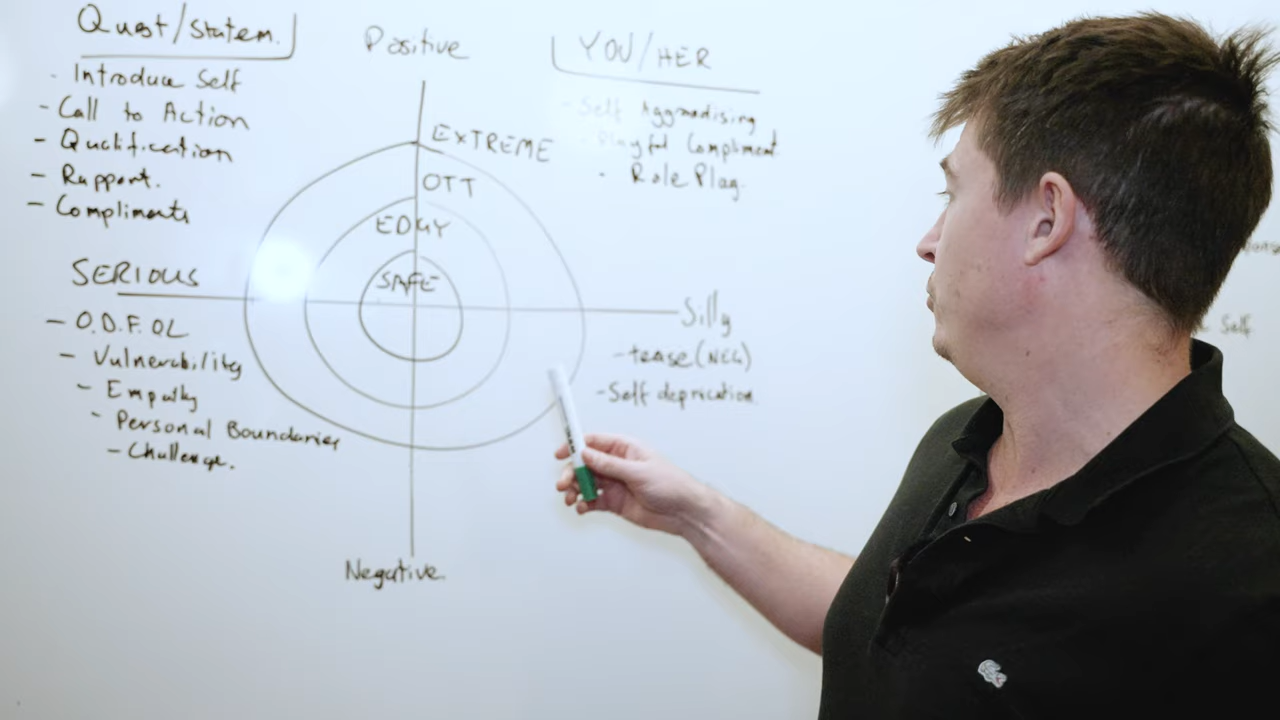 Quest/Statem.
- Introduce Self
- Call to Action
- Qualification
- Rapport.
- Compliments
Positive
YOU/HER
- Self Aggrandising
- Playful Compliment
- Role Play.
EXTREME
OTT
EDGY
SAFE
SERIOUS
- O.D.F.OL
- Vulnerability
- Empathy
- Personal Boundaries
- Challenge.
Silly
- tease (NEG)
- Self deprication
Negative.
Self